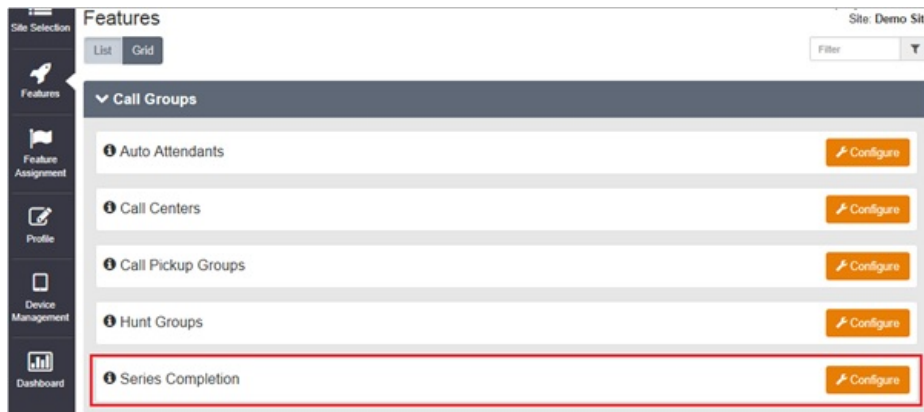 Site Selection
Features
Site: Demo Sit
List Grid
Filter
Features
Call Groups
Auto Attendants
Configure
Feature
Assignment
Call Centers
Configure
Profile
Call Pickup Groups
Configure
Device
Management
Hunt Groups
Configure
Dashboard
Series Completion
Configure